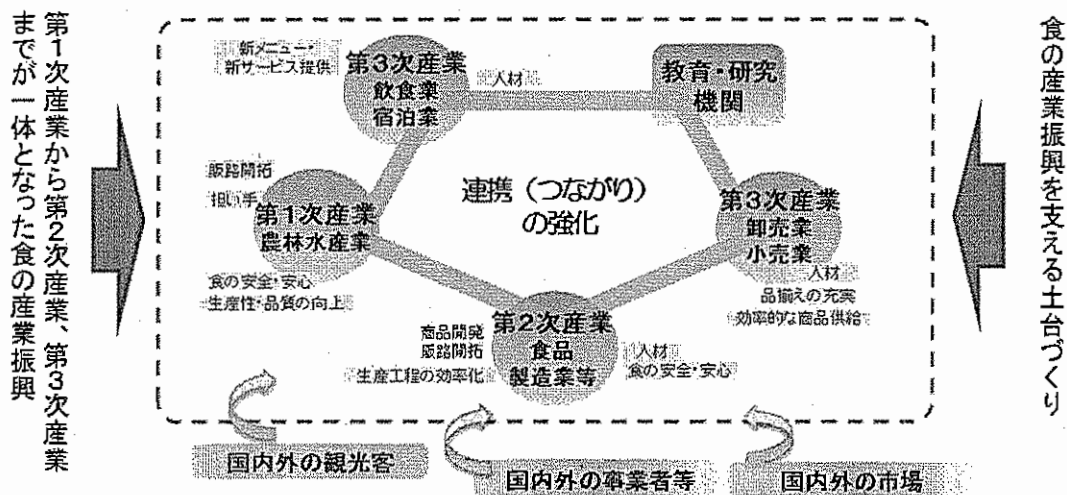 第1次産業から第2次産業、第3次産業
までが一体となった食の産業振興
新メニュー・
新サービス提供
第3次産業
飲食業
宿泊業
人材
教育・研究
機関
販路開拓
担い手
第1次産業
農林水産業
食の安全・安心
生産性・品質の向上
連携（つながり）
の強化
第3次産業
卸売業
小売業
人材
品揃えの充実
効率的な商品供給
商品開発
販路開拓
生産工程の効率化
第2次産業
食品
製造業等
人材
食の安全・安心
国内外の観光客
国内外の事業者等
国内外の市場
食の産業振興を支える土台づくり